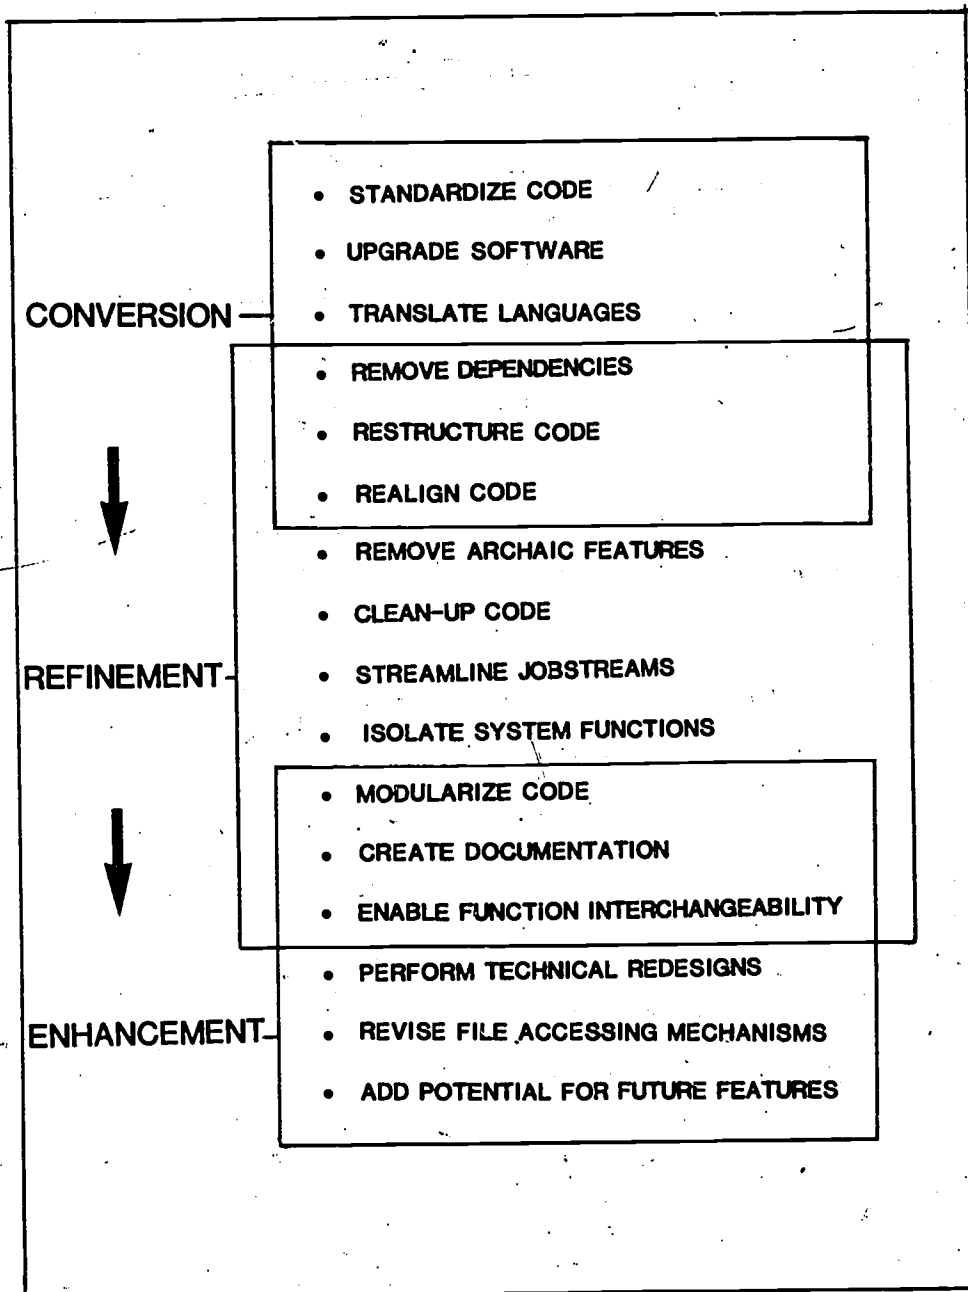 • STANDARDIZE CODE
• UPGRADE SOFTWARE
CONVERSION
• TRANSLATE LANGUAGES
• REMOVE DEPENDENCIES
• RESTRUCTURE CODE
• REALIGN CODE
• REMOVE ARCHAIC FEATURES
• CLEAN-UP CODE
REFINEMENT
• STREAMLINE JOBSTREAMS
• ISOLATE SYSTEM FUNCTIONS
• MODULARIZE CODE
• CREATE DOCUMENTATION
• ENABLE FUNCTION INTERCHANGEABILITY
• PERFORM TECHNICAL REDESIGNS
ENHANCEMENT
• REVISE FILE ACCESSING MECHANISMS
• ADD POTENTIAL FOR FUTURE FEATURES